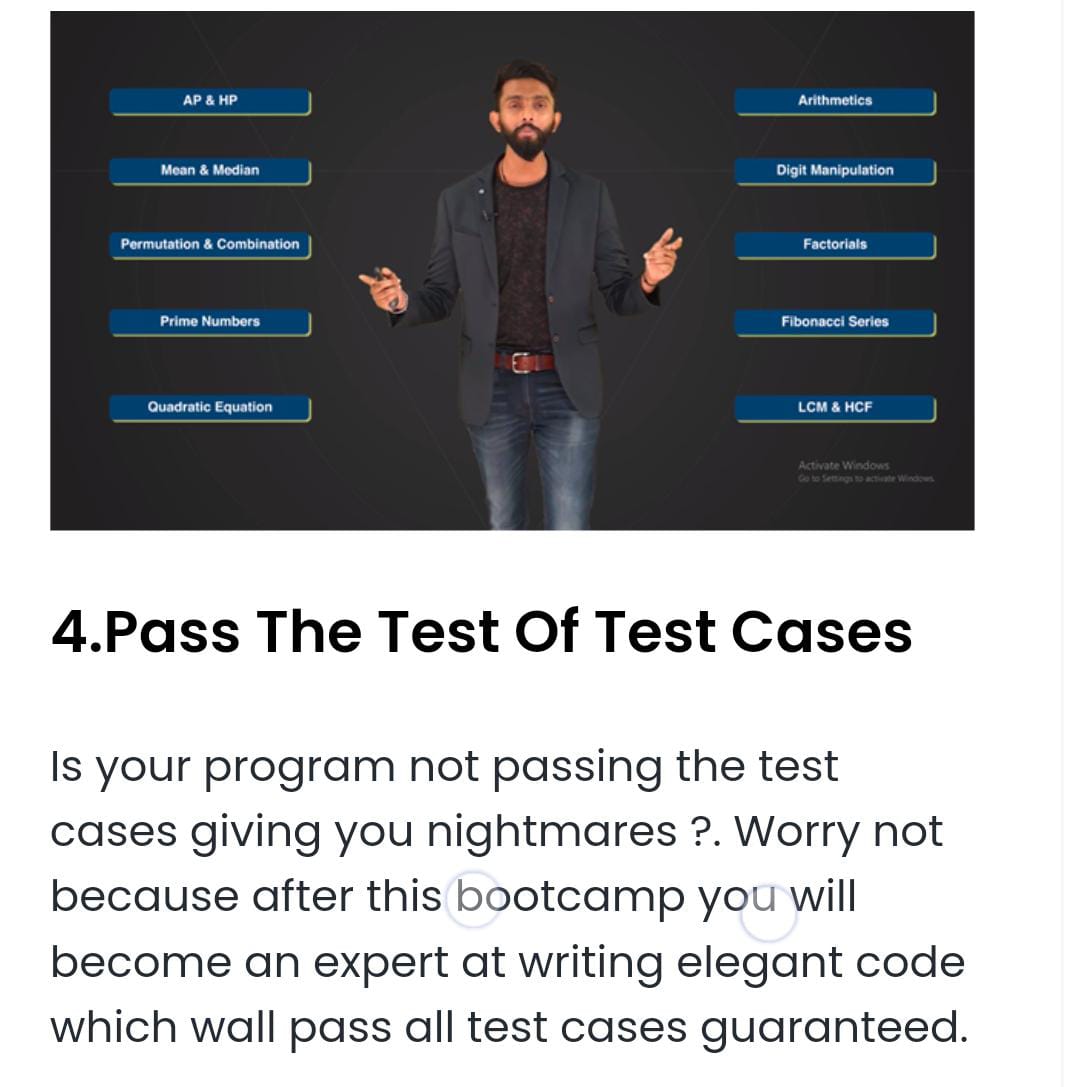 AP & HP
Mean & Median
Permutation & Combination
Prime Numbers
Quadratic Equation
Arithmetics
Digit Manipulation
Factorials
Fibonacci Series
LCM & HCF
Activate Windows
Go to Settings to activate Windows.
4.Pass The Test Of Test Cases
Is your program not passing the test
cases giving you nightmares ?. Worry not
because after this bootcamp you will
become an expert at writing elegant code
which wall pass all test cases guaranteed.